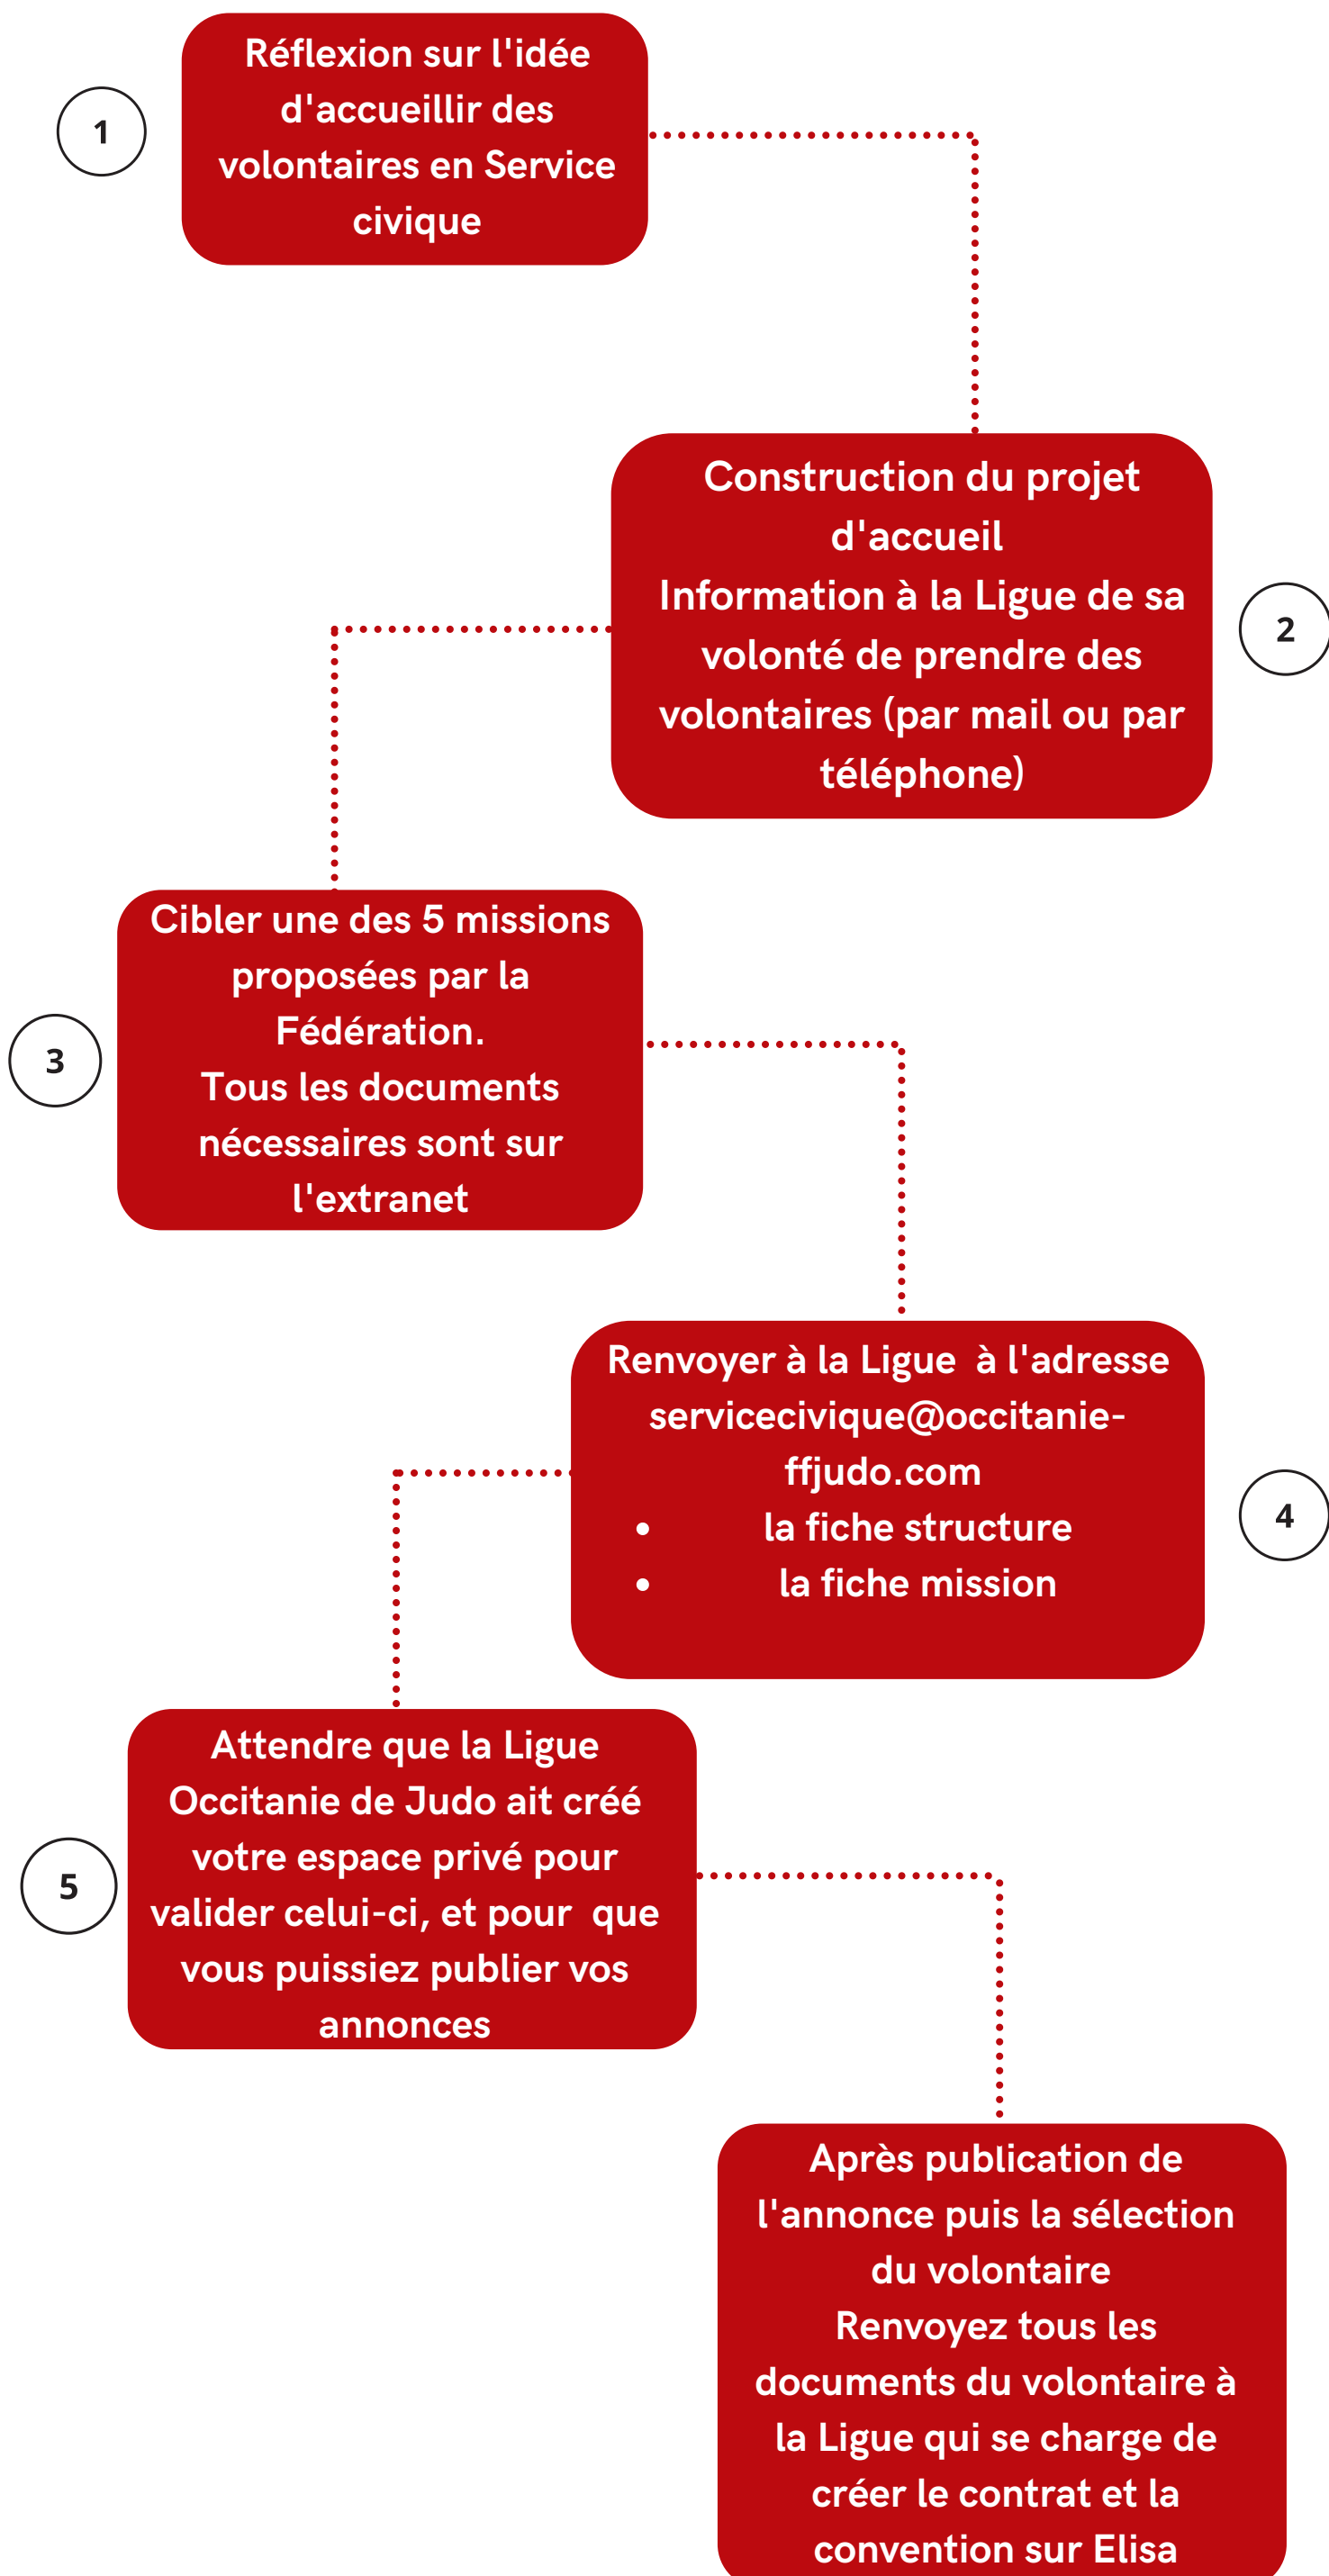 1
Réflexion sur l'idée
d'accueillir des
volontaires en Service
civique
Construction du projet
d'accueil
Information à la Ligue de sa
volonté de prendre des
volontaires (par mail ou par
téléphone)
2
3
Cibler une des 5 missions
proposées par la
Fédération.
Tous les documents
nécessaires sont sur
l'extranet
Renvoyer à la Ligue à l'adresse
servicecivique@occitanie-
ffjudo.com
• la fiche structure
• la fiche mission
4
5
Attendre que la Ligue
Occitanie de Judo ait créé
votre espace privé pour
valider celui-ci, et pour que
vous puissiez publier vos
annonces
Après publication de
l'annonce puis la sélection
du volontaire
Renvoyez tous les
documents du volontaire à
la Ligue qui se charge de
créer le contrat et la
convention sur Elisa